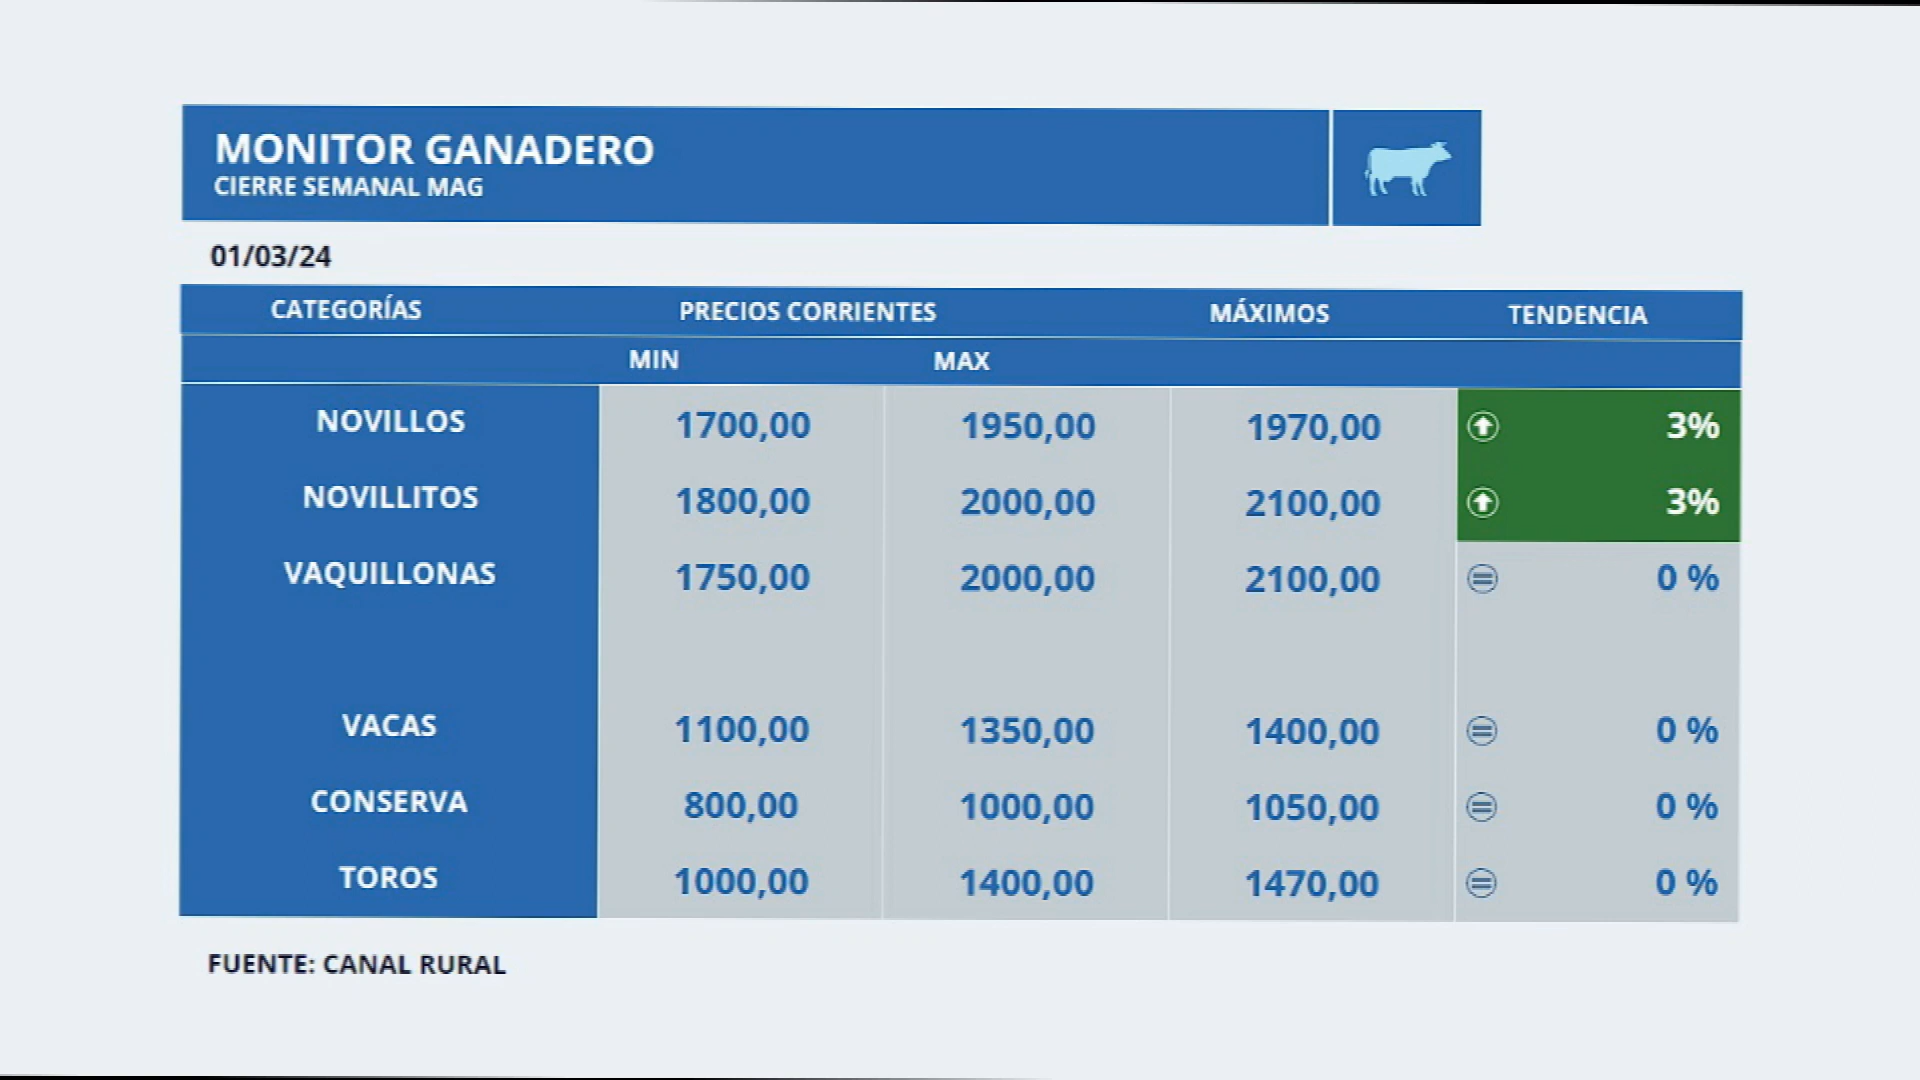 MONITOR GANADERO
CIERRE SEMANAL MAG
01/03/24
CATEGORÍAS PRECIOS CORRIENTES MÁXIMOS TENDENCIA
MIN MAX
NOVILLOS 1700,00 1950,00 1970,00 3%
NOVILLITOS 1800,00 2000,00 2100,00 3%
VAQUILLONAS 1750,00 2000,00 2100,00 0 %
VACAS 1100,00 1350,00 1400,00 0 %
CONSERVA 800,00 1000,00 1050,00 0 %
TOROS 1000,00 1400,00 1470,00 0 %
FUENTE: CANAL RURAL